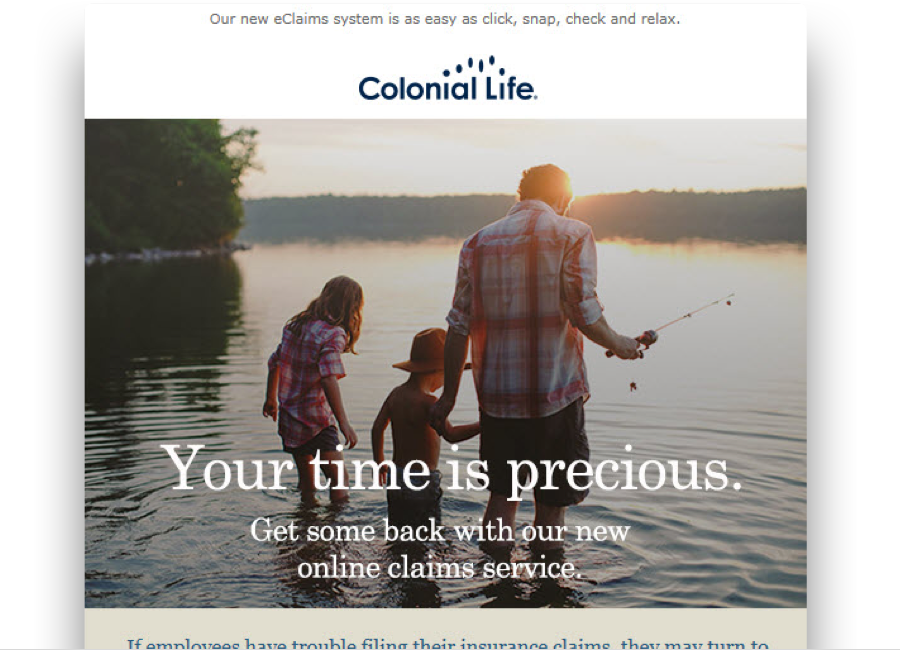 Our new eClaims system is as easy as click, snap, check and relax.
Colonial Life.
Your time is precious.
Get some back with our new
online claims service.
If employees have trouble filing their insurance claims, they may turn to